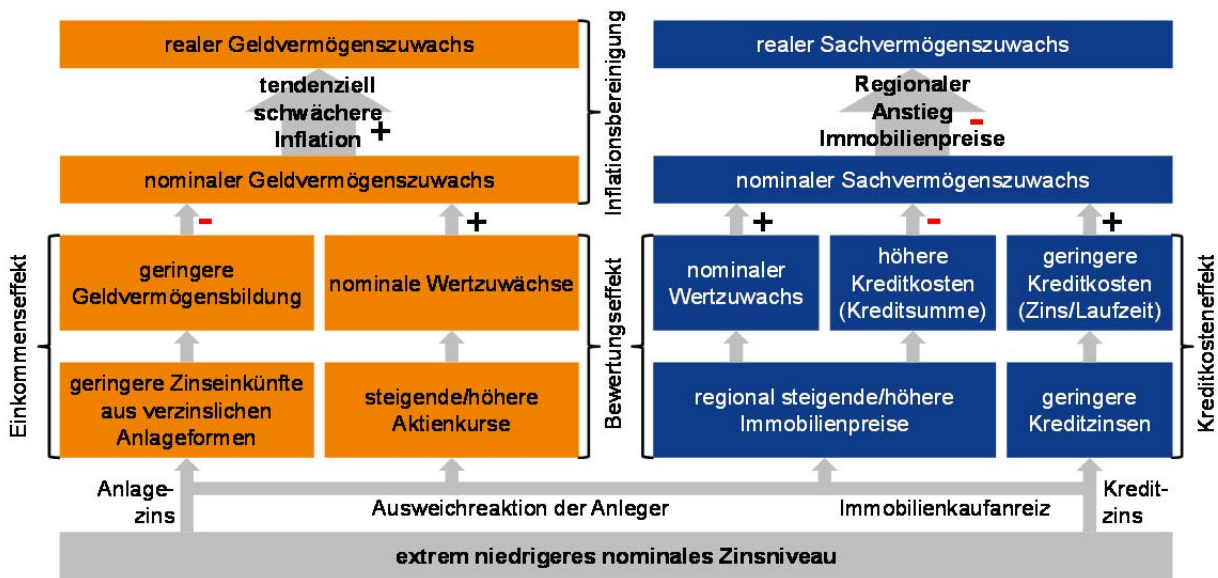 realer Geldvermögenszuwachs
realer Sachvermögenszuwachs
tendenziell
schwächere
Inflation
+
Regionaler
Anstieg
Immobilienpreise
-
Inflationsbereinigung
nominaler Geldvermögenszuwachs
nominaler Sachvermögenszuwachs
-
+
+
-
+
Einkommenseffekt
geringere
Geldvermögensbildung
nominale Wertzuwächse
Bewertungseffekt
nominaler
Wertzuwachs
höhere
Kreditkosten
(Kreditsumme)
geringere
Kreditkosten
(Zins/Laufzeit)
Kreditkosteneffekt
geringere Zinseinkünfte
aus verzinslichen
Anlageformen
steigende/höhere
Aktienkurse
regional steigende/höhere
Immobilienpreise
geringere
Kreditzinsen
Anlage-
zins
Ausweichreaktion der Anleger
Immobilienkaufanreiz
Kredit-
zins
extrem niedrigeres nominales Zinsniveau